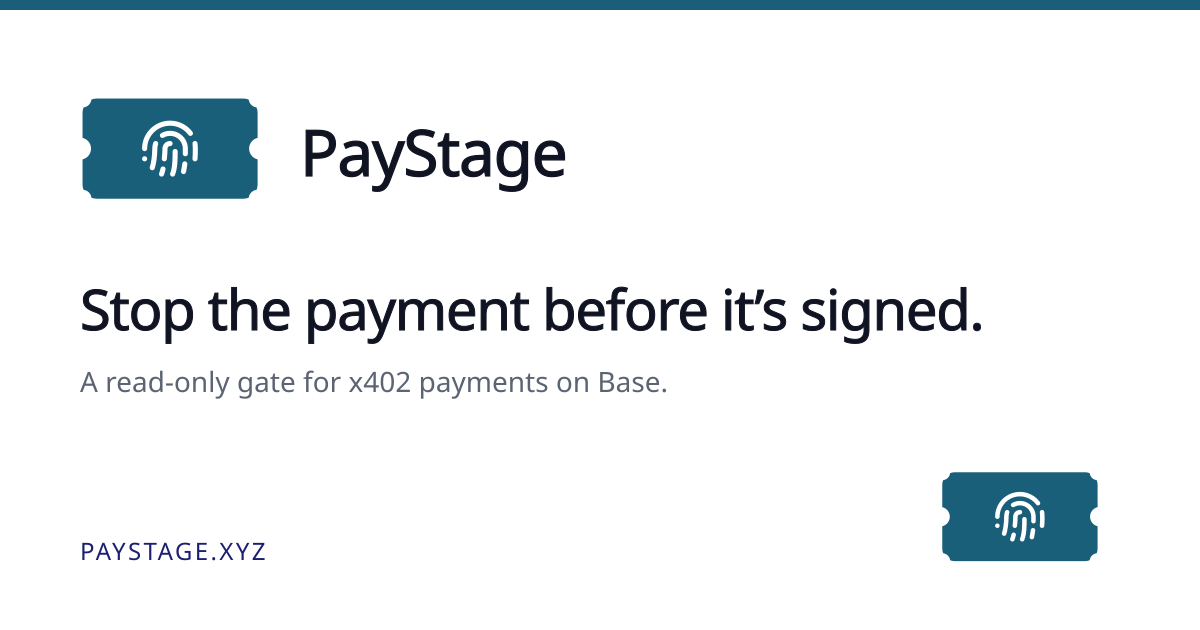 PayStage
Stop the payment before it’s signed.
A read-only gate for x402 payments on Base.
PAYSTAGE.XYZ